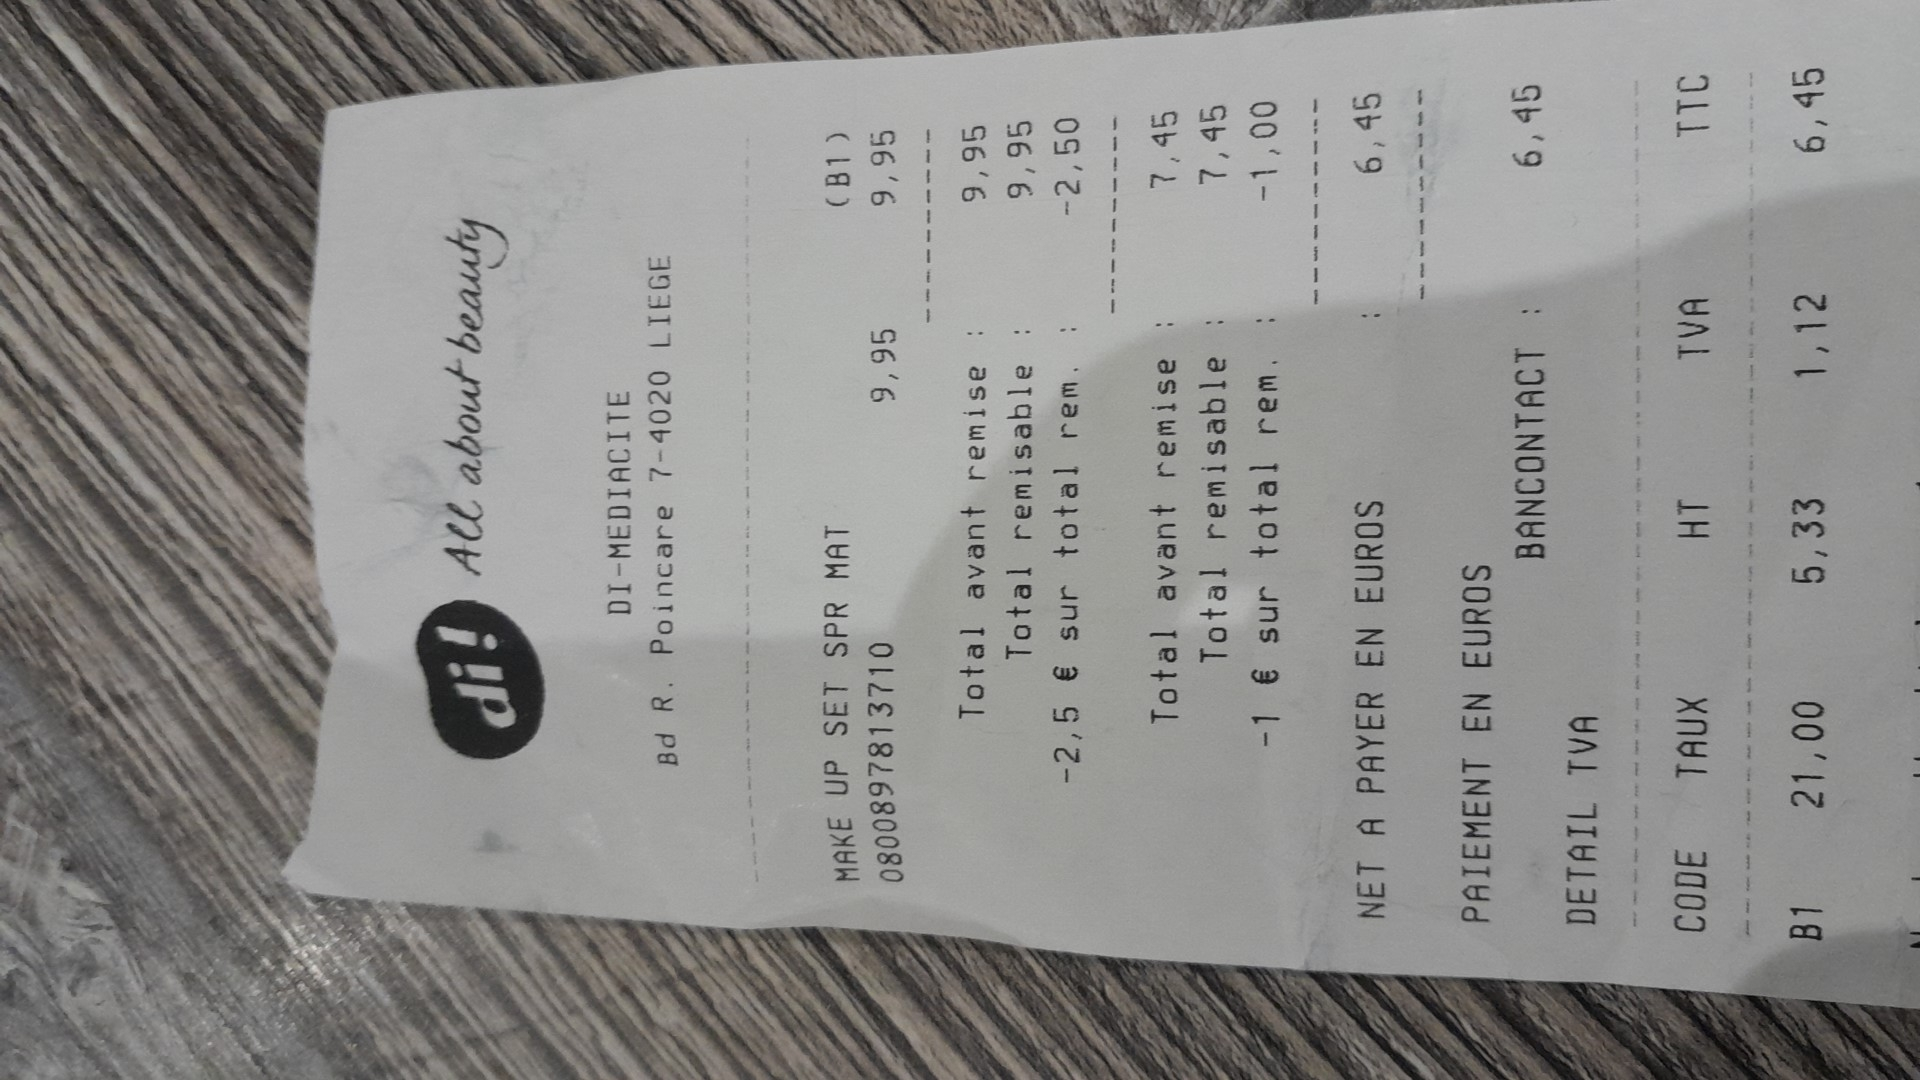 di! All about beauty
DI-MEDIACITE
Bd R. Poincare 7-4020 LIEGE
MAKE UP SET SPR MAT (B1)
0800897813710 9,95 9,95
Total avant remise : 9,95
Total remisable : 9,95
-2,5 € sur total rem. : -2,50
Total avant remise : 7,45
Total remisable : 7,45
-1 € sur total rem. : -1,00
NET A PAYER EN EUROS : 6,45
PAIEMENT EN EUROS
BANCONTACT : 6,45
DETAIL TVA
CODE TAUX HT TVA TTC
B1 21,00 5,33 1,12 6,45